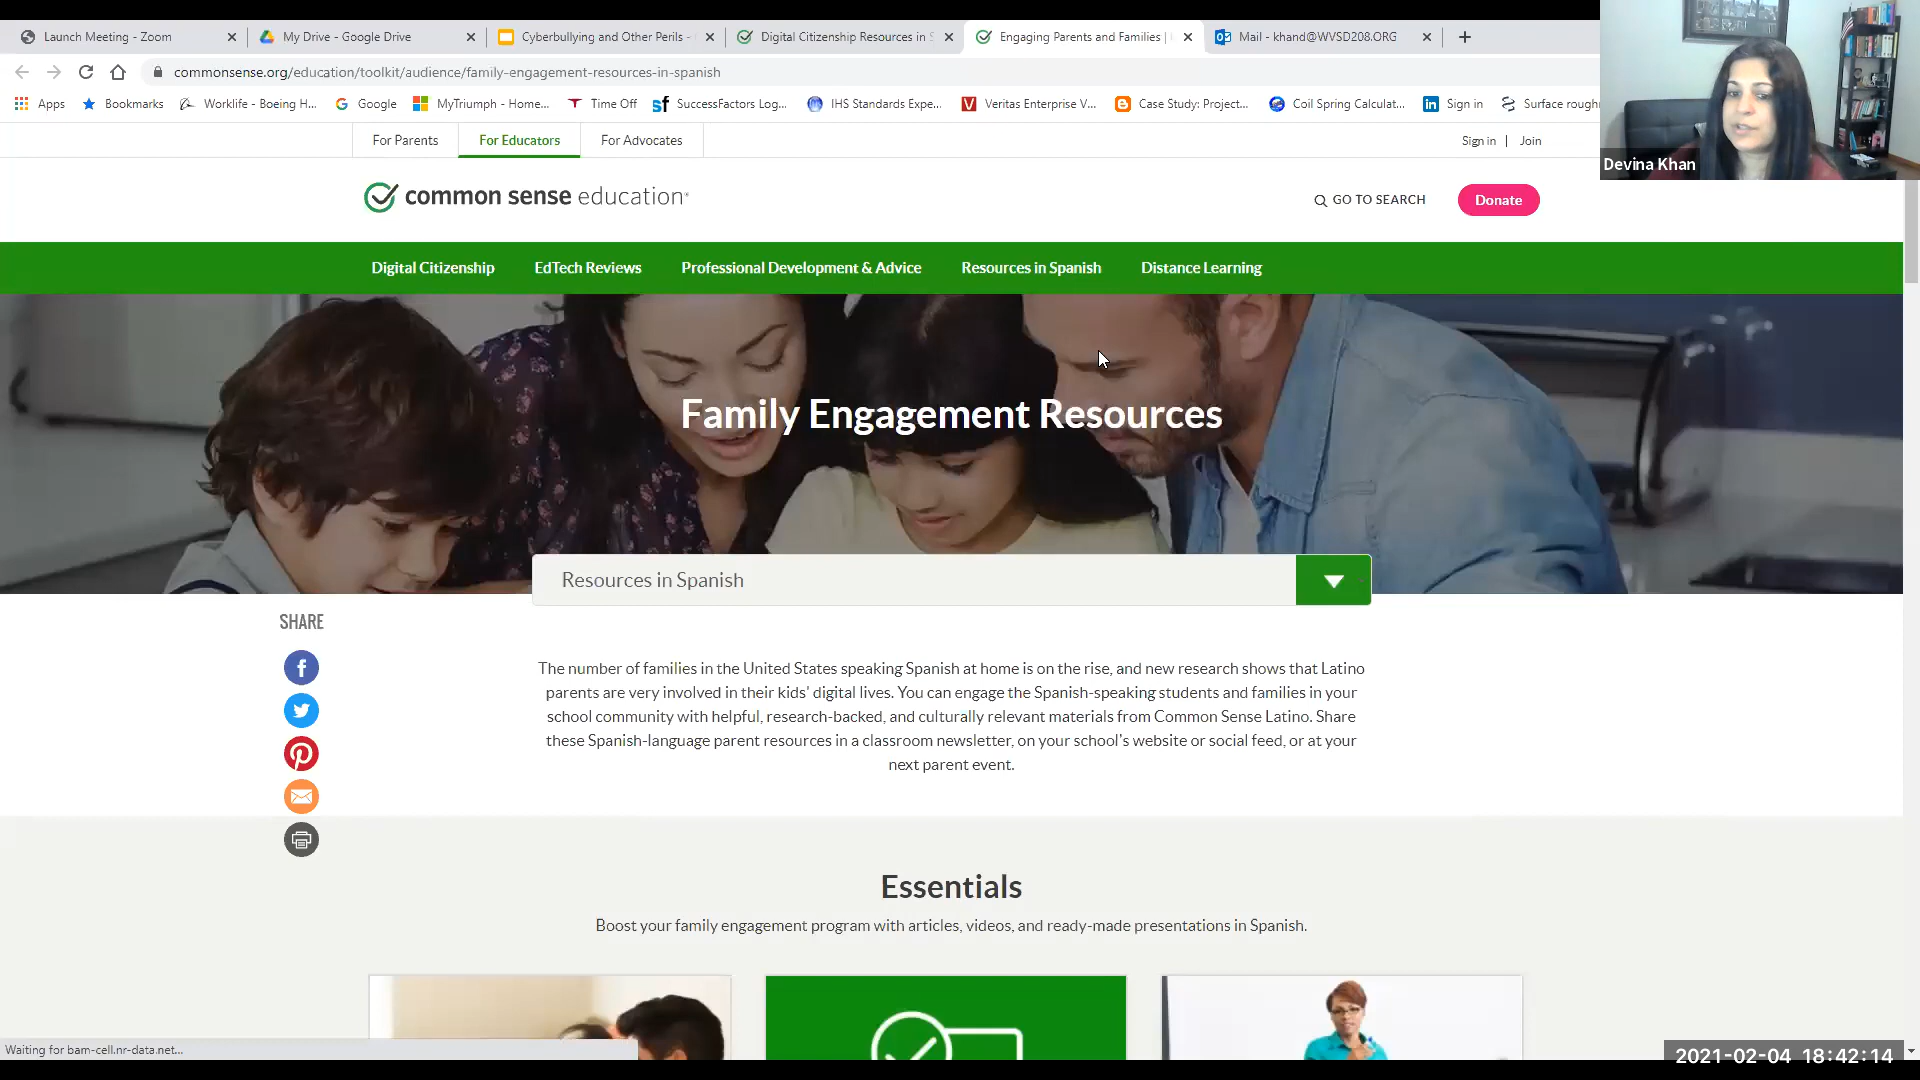 Launch Meeting - Zoom
My Drive - Google Drive
Cyberbullying and Other Perils -
Digital Citizenship Resources in S
Engaging Parents and Families |
Mail - khand@WVSD208.ORG
commonsense.org/education/toolkit/audience/family-engagement-resources-in-spanish
Apps
Bookmarks
Worklife - Boeing H...
Google
MyTriumph - Home...
Time Off
SuccessFactors Log...
IHS Standards Expe...
Veritas Enterprise V...
Case Study: Project...
Coil Spring Calculat...
Sign in
Surface rough
Devina Khan
For Parents
For Educators
For Advocates
Sign in | Join
common sense education®
GO TO SEARCH
Donate
Digital Citizenship
EdTech Reviews
Professional Development & Advice
Resources in Spanish
Distance Learning
Family Engagement Resources
Resources in Spanish
SHARE
The number of families in the United States speaking Spanish at home is on the rise, and new research shows that Latino
parents are very involved in their kids' digital lives. You can engage the Spanish-speaking students and families in your
school community with helpful, research-backed, and culturally relevant materials from Common Sense Latino. Share
these Spanish-language parent resources in a classroom newsletter, on your school's website or social feed, or at your
next parent event.
Essentials
Boost your family engagement program with articles, videos, and ready-made presentations in Spanish.
Waiting for bam-cell.nr-data.net...
2021-02-04 18:42:14